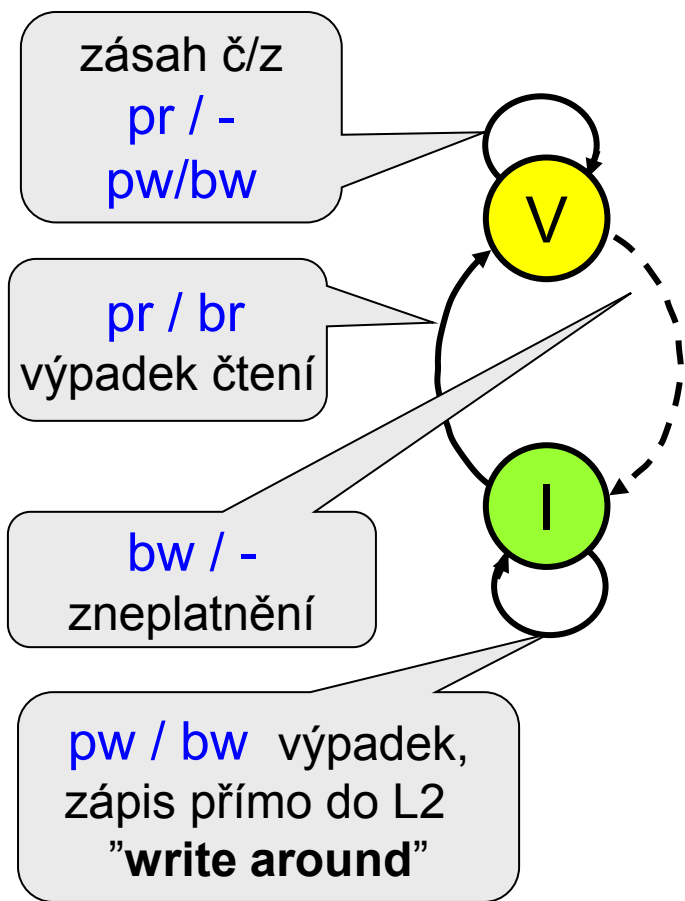 zásah č/z
pr / -
pw/bw
V
pr / br
výpadek čtení
I
bw / -
zneplatnění
pw / bw výpadek,
zápis přímo do L2
”write around”